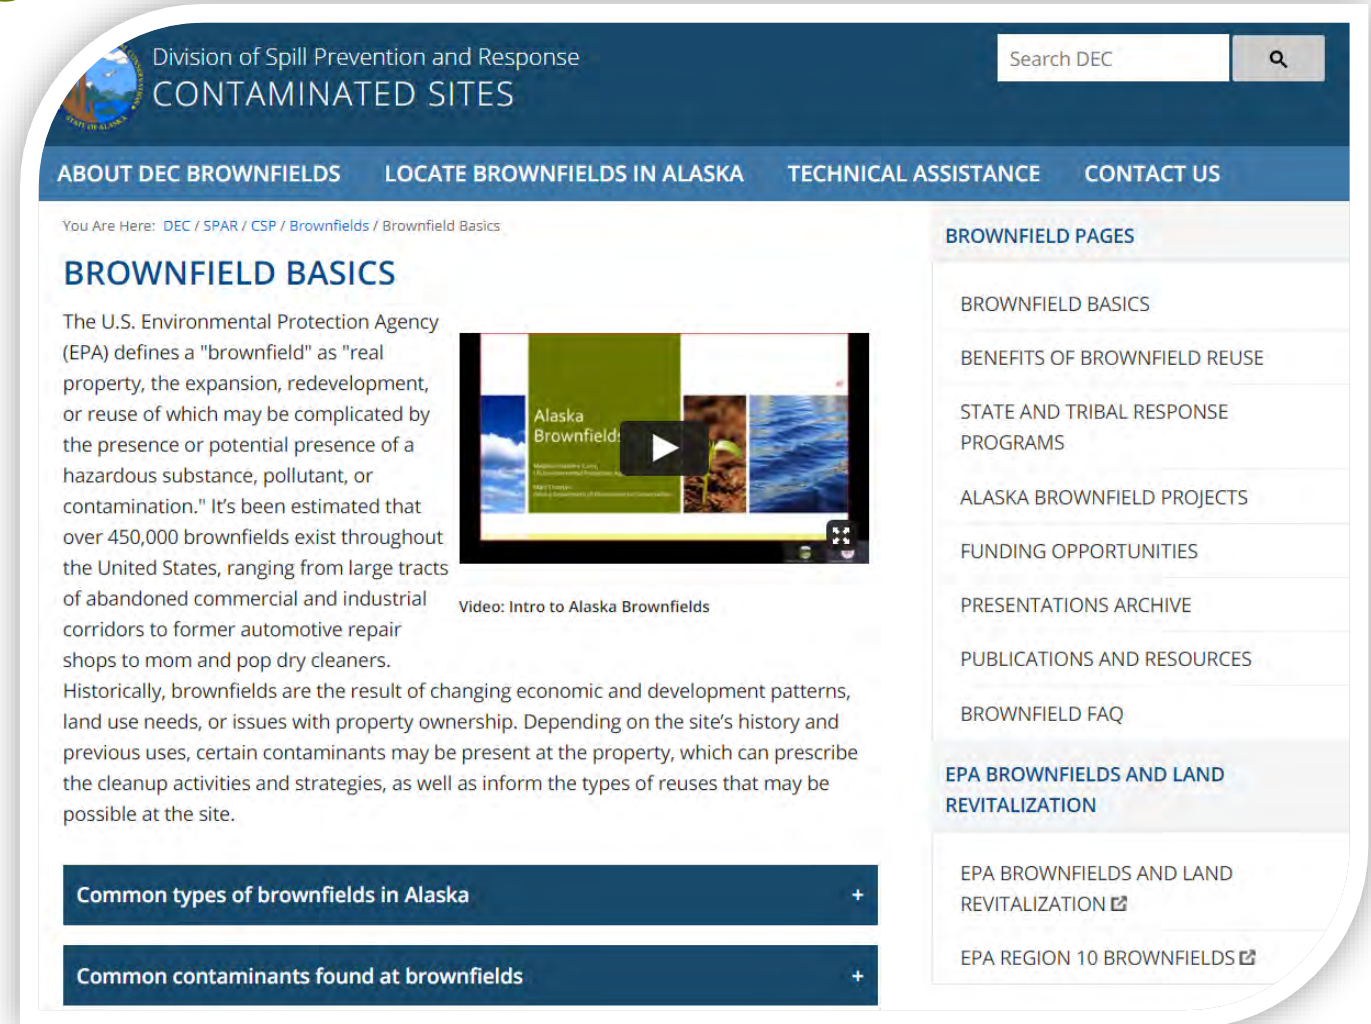 Division of Spill Prevention and Response
CONTAMINATED SITES
Search DEC
STATE OF ALASKA
ABOUT DEC BROWNFIELDS
LOCATE BROWNFIELDS IN ALASKA
TECHNICAL ASSISTANCE
CONTACT US
You Are Here: DEC / SPAR / CSP / Brownfields / Brownfield Basics
BROWNFIELD BASICS
The U.S. Environmental Protection Agency
(EPA) defines a "brownfield" as "real
property, the expansion, redevelopment,
or reuse of which may be complicated by
the presence or potential presence of a
hazardous substance, pollutant, or
contamination." It's been estimated that
over 450,000 brownfields exist throughout
the United States, ranging from large tracts
of abandoned commercial and industrial
corridors to former automotive repair
shops to mom and pop dry cleaners.
Historically, brownfields are the result of changing economic and development patterns,
land use needs, or issues with property ownership. Depending on the site's history and
previous uses, certain contaminants may be present at the property, which can prescribe
the cleanup activities and strategies, as well as inform the types of reuses that may be
possible at the site.
Alaska
Brownfields
Video: Intro to Alaska Brownfields
Common types of brownfields in Alaska +
Common contaminants found at brownfields +
BROWNFIELD PAGES
BROWNFIELD BASICS
BENEFITS OF BROWNFIELD REUSE
STATE AND TRIBAL RESPONSE
PROGRAMS
ALASKA BROWNFIELD PROJECTS
FUNDING OPPORTUNITIES
PRESENTATIONS ARCHIVE
PUBLICATIONS AND RESOURCES
BROWNFIELD FAQ
EPA BROWNFIELDS AND LAND
REVITALIZATION
EPA BROWNFIELDS AND LAND
REVITALIZATION
EPA REGION 10 BROWNFIELDS